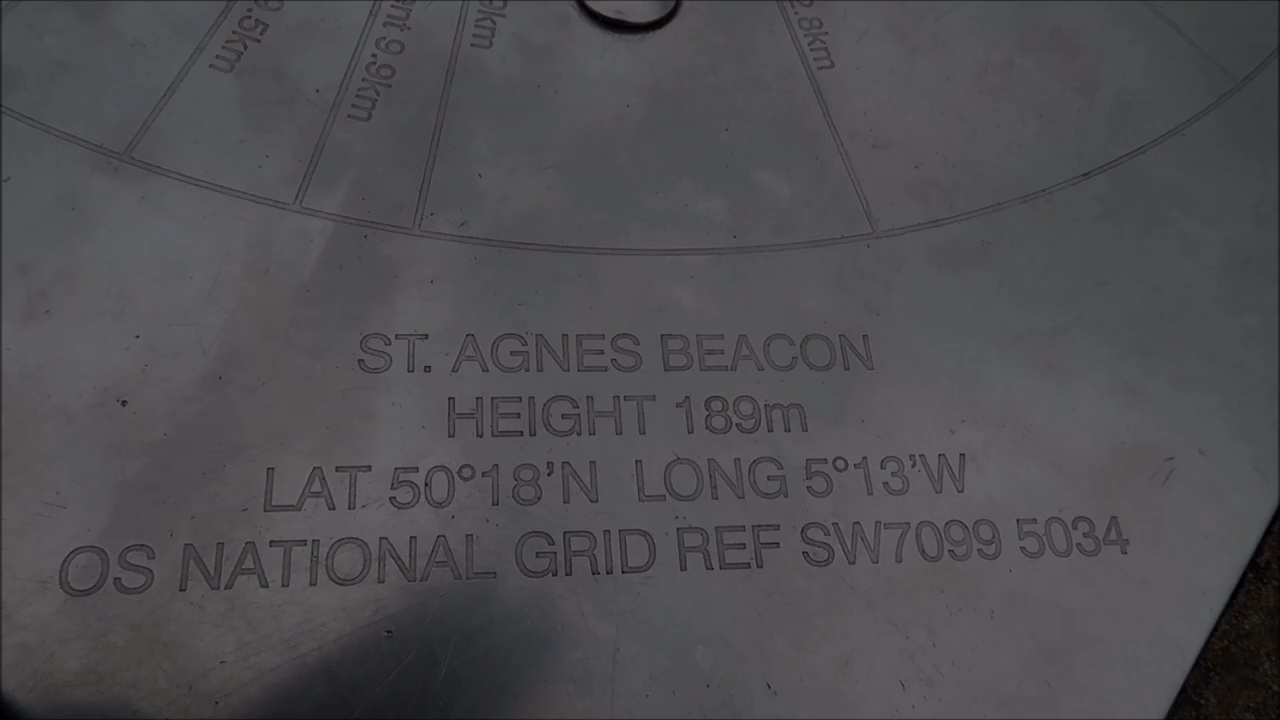 9.5km
9.9km
9km
2.8km
ST. AGNES BEACON
HEIGHT 189m
LAT 50°18'N LONG 5°13'W
OS NATIONAL GRID REF SW7099 5034